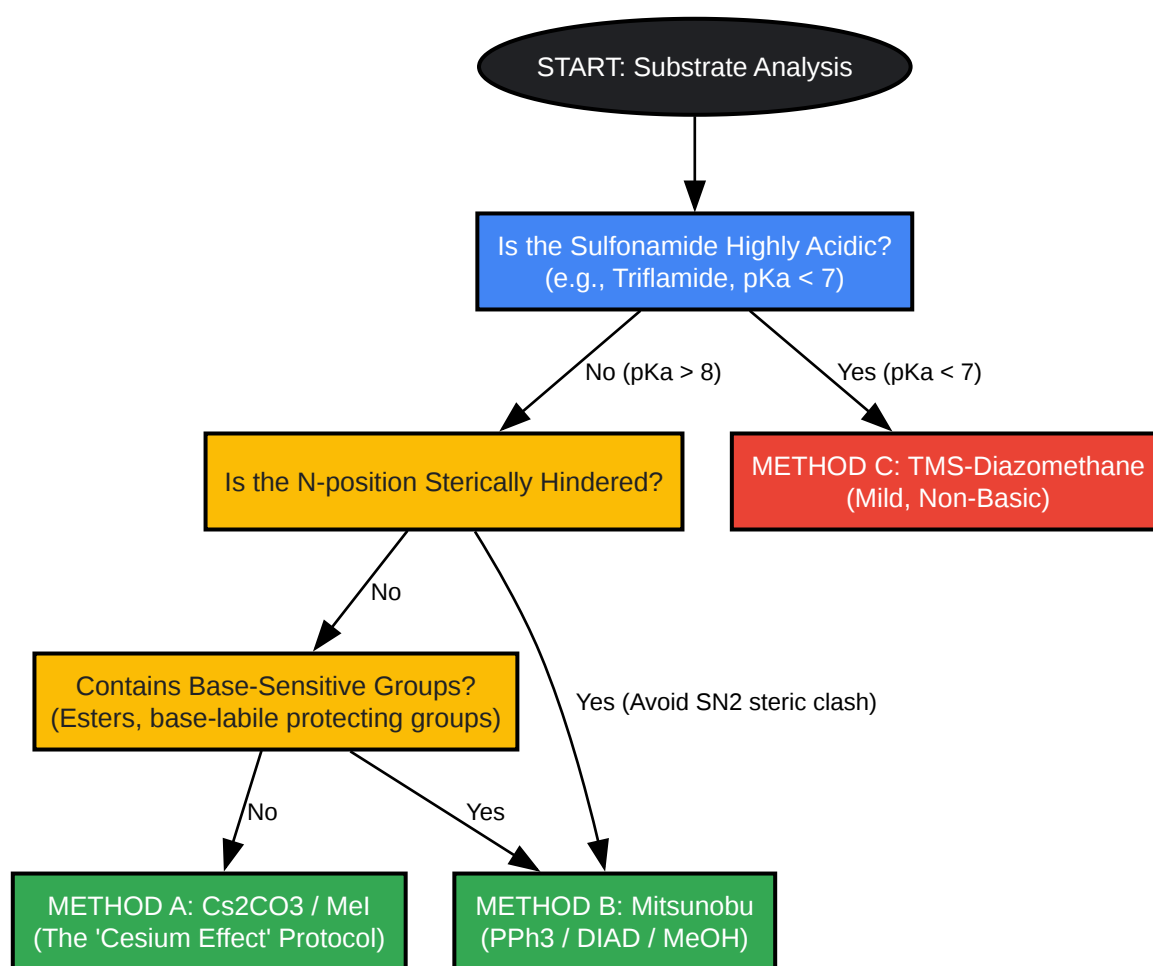 START: Substrate Analysis
Is the Sulfonamide Highly Acidic?
(e.g., Triflamide, pKa < 7)
No (pKa > 8)
Yes (pKa < 7)
Is the N-position Sterically Hindered?
METHOD C: TMS-Diazomethane
(Mild, Non-Basic)
No
Contains Base-Sensitive Groups?
(Esters, base-labile protecting groups)
Yes (Avoid SN2 steric clash)
No
Yes
METHOD A: Cs2CO3 / MeI
(The 'Cesium Effect' Protocol)
METHOD B: Mitsunobu
(PPh3 / DIAD / MeOH)